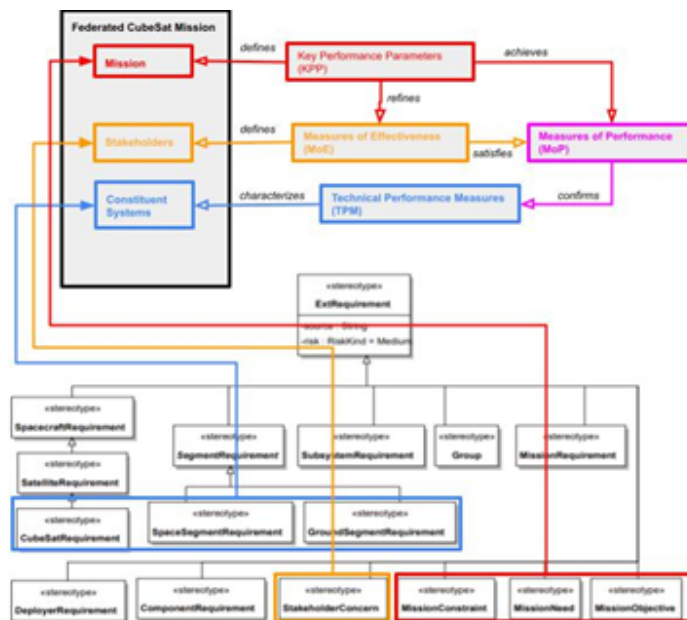 Federated CubeSat Mission
Mission
defines
Key Performance Parameters
(KPP)
achieves
refines
Stakeholders
defines
Measures of Effectiveness
(MoE)
satisfies
Measures of Performance
(MoP)
Constituent
Systems
characterizes
Technical Performance Measures
(TPM)
confirms
«stereotype»
ExtRequirement
-source : String
-risk : RiskKind = Medium
«stereotype»
SpacecraftRequirement
«stereotype»
SegmentRequirement
«stereotype»
SubsystemRequirement
«stereotype»
Group
«stereotype»
MissionRequirement
«stereotype»
SatelliteRequirement
«stereotype»
CubeSatRequirement
«stereotype»
SpaceSegmentRequirement
«stereotype»
GroundSegmentRequirement
«stereotype»
DeployerRequirement
«stereotype»
ComponentRequirement
«stereotype»
StakeholderConcern
«stereotype»
MissionConstraint
«stereotype»
MissionNeed
«stereotype»
MissionObjective